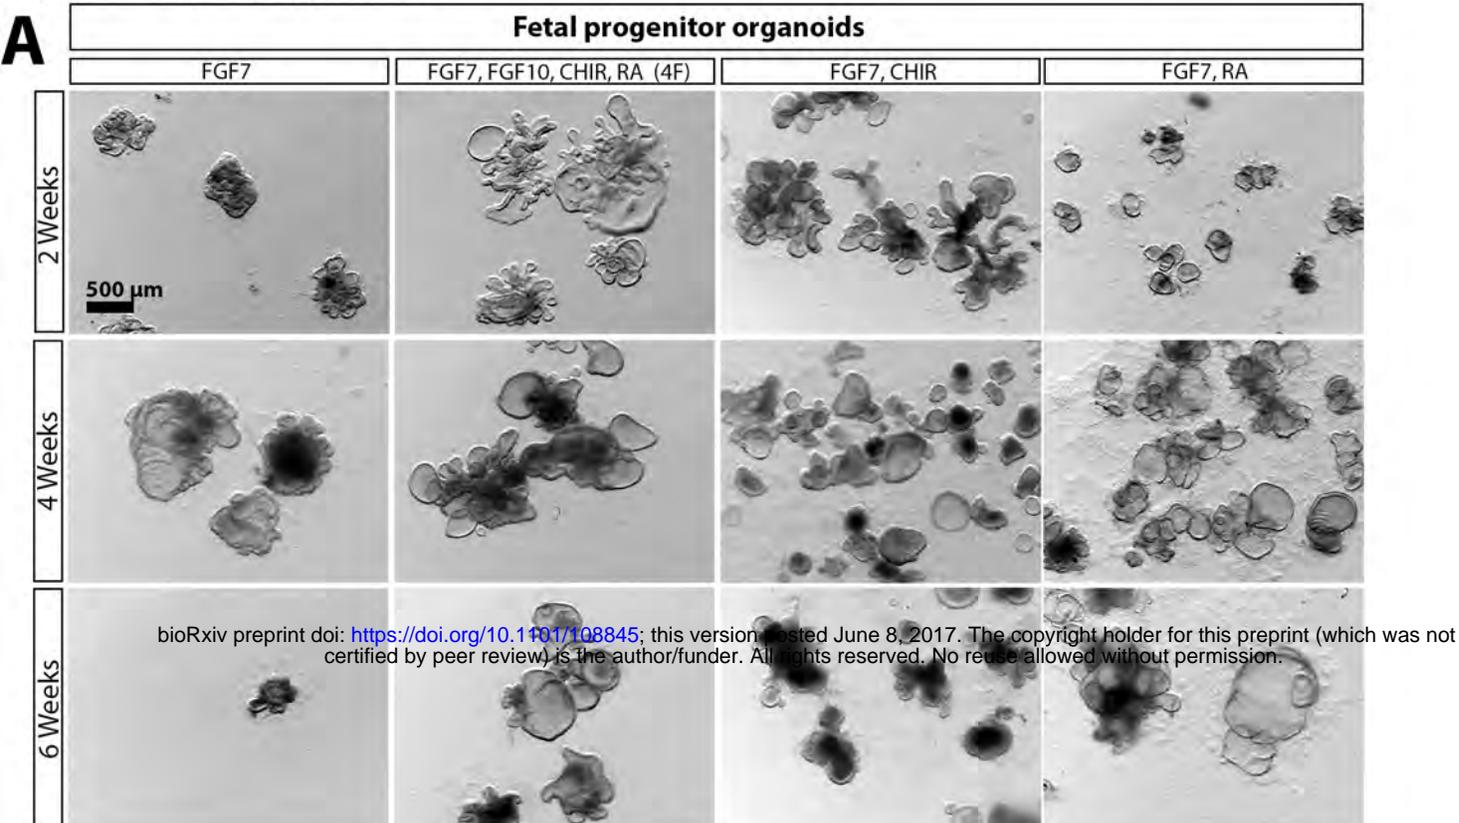 A
Fetal progenitor organoids
FGF7
FGF7, FGF10, CHIR, RA (4F)
FGF7, CHIR
FGF7, RA
2 Weeks
500 µm
4 Weeks
6 Weeks
bioRxiv preprint doi: https://doi.org/10.1101/108845; this version posted June 8, 2017. The copyright holder for this preprint (which was not
certified by peer review) is the author/funder. All rights reserved. No reuse allowed without permission.